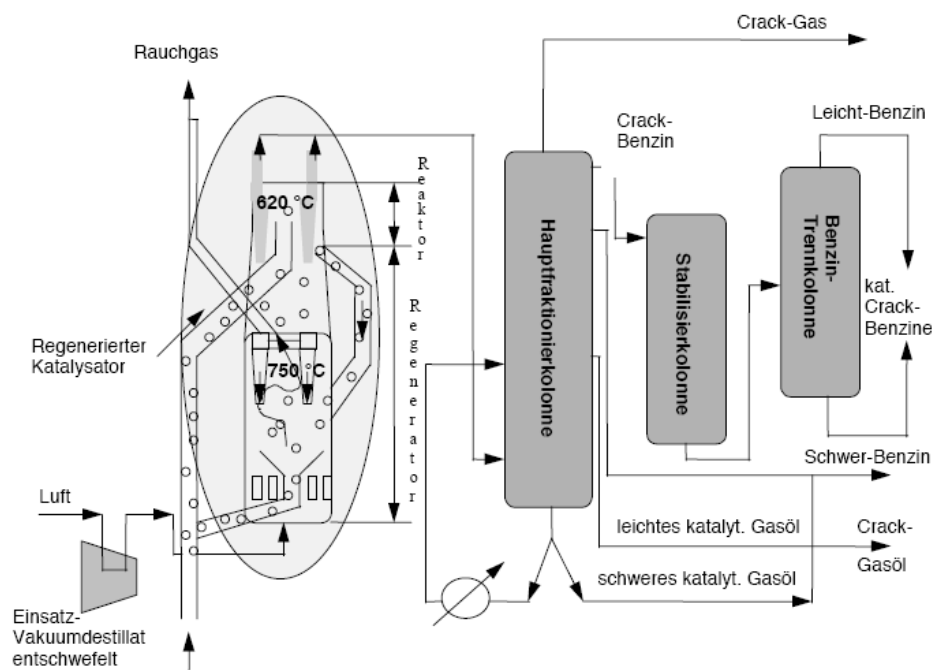 Crack-Gas
Rauchgas
Leicht-Benzin
Crack-
Benzin
Reaktor
620 °C
Hauptfraktionierkolonne
Stabilisierkolonne
Benzin-
Trennkolonne
kat.
Crack-
Benzine
Regenerierter
Katalysator
750 °C
Regenerrator
Schwer-Benzin
Luft
leichtes katalyt. Gasöl
Crack-
Gasöl
schweres katalyt. Gasöl
Einsatz-
Vakuumdestillat
entschwefelt